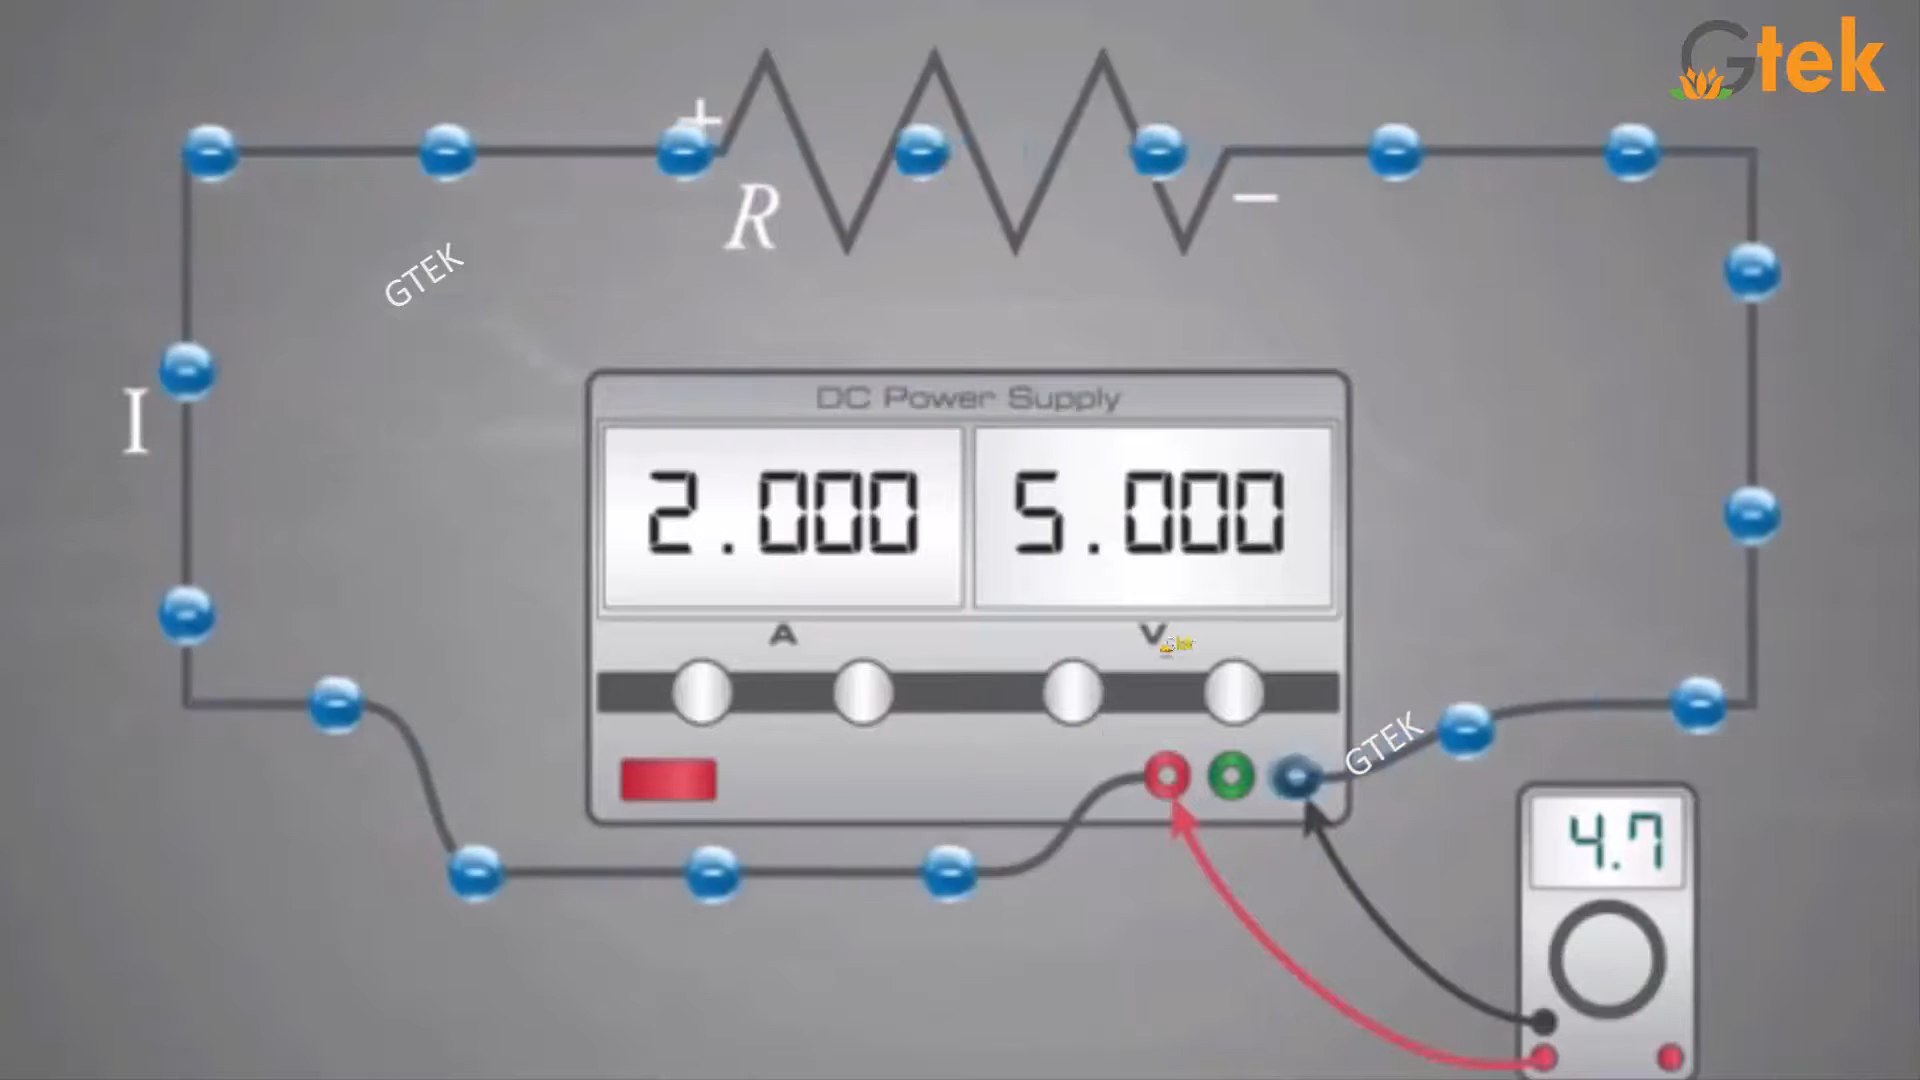 Gtek
+
R
−
GTEK
I
DC Power Supply
2.000 5.000
A V
GTEK
4.7